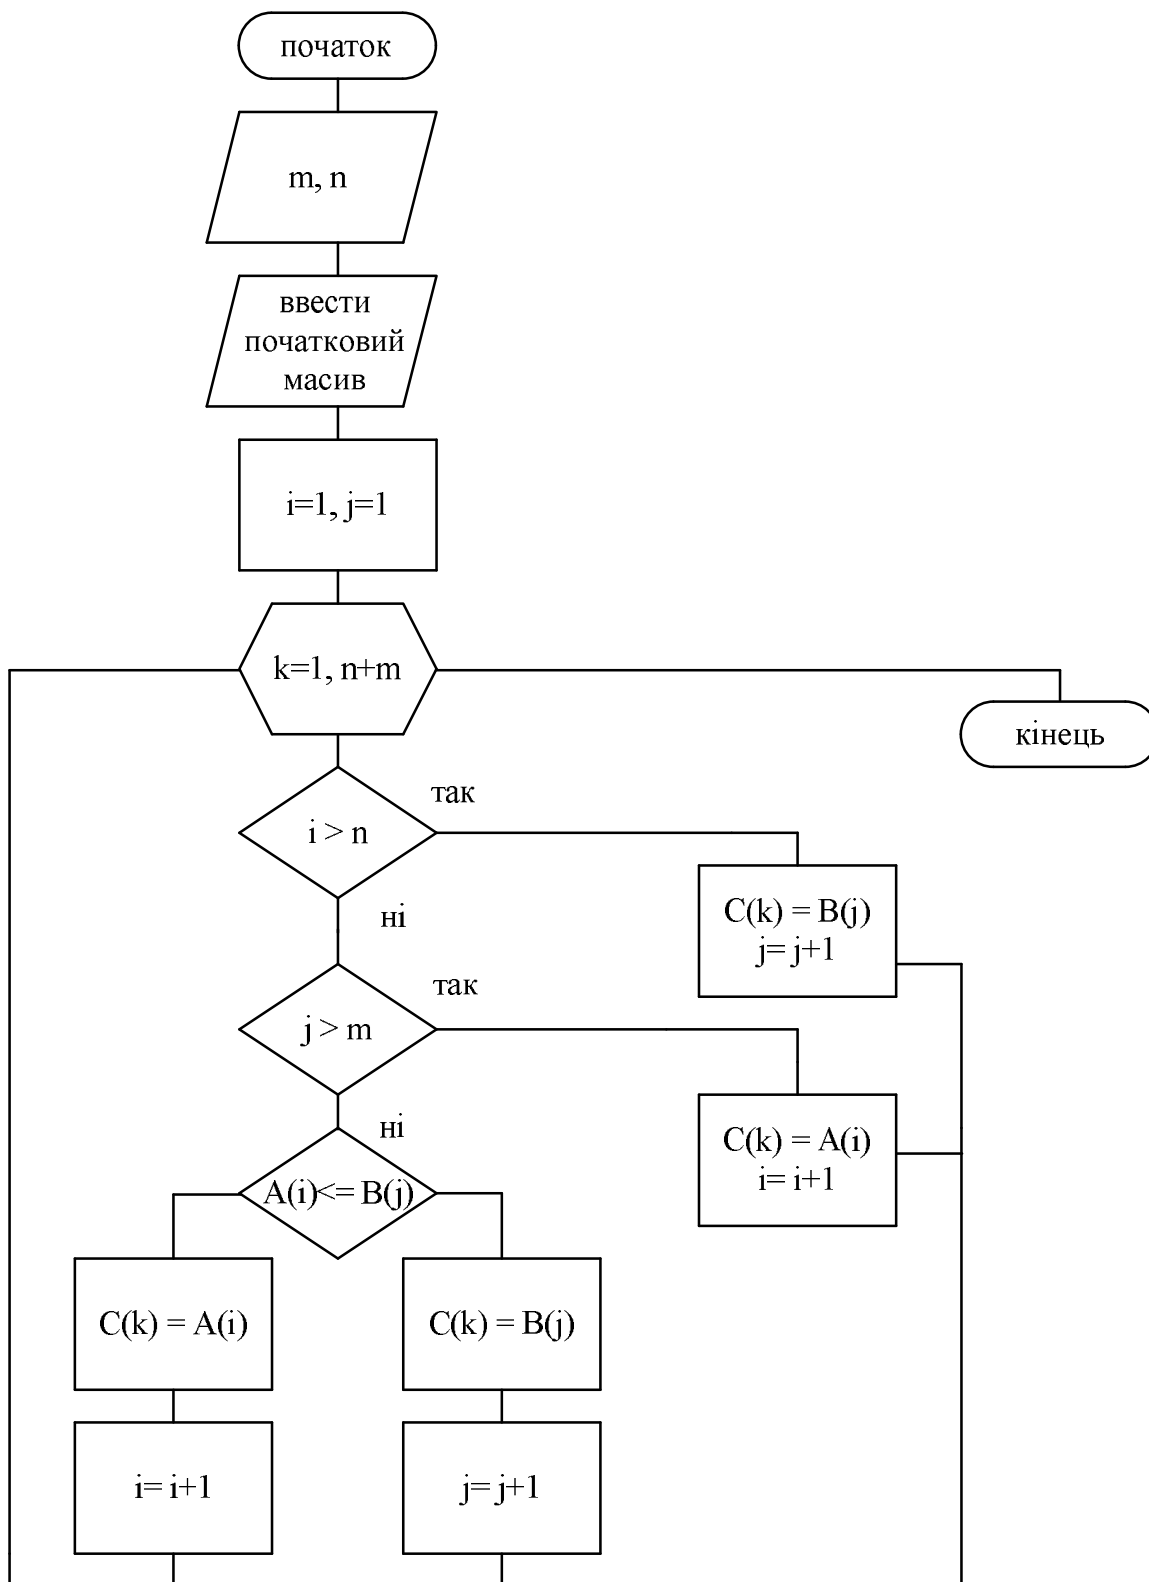 початок
m, n
ввести
початковий
масив
i=1, j=1
k=1, n+m
кінець
так
i > n
ні
C(k) = B(j)
j= j+1
так
j > m
ні
C(k) = A(i)
i= i+1
A(i)<= B(j)
C(k) = A(i)
C(k) = B(j)
i= i+1
j= j+1